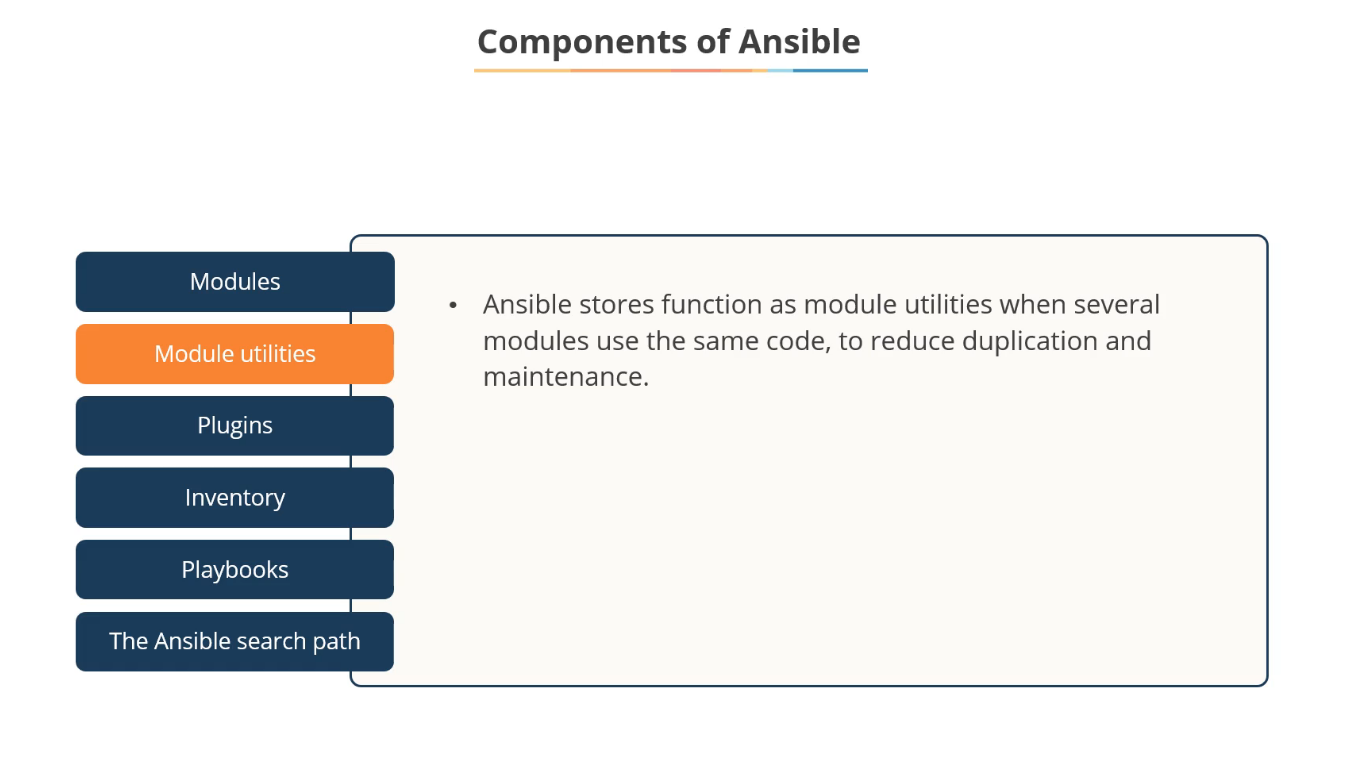 Components of Ansible
Modules
Module utilities
Plugins
Inventory
Playbooks
The Ansible search path
• Ansible stores function as module utilities when several
modules use the same code, to reduce duplication and
maintenance.